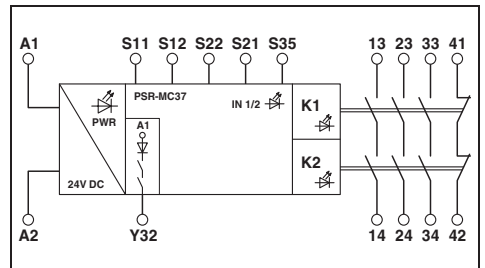 A1 S11 S12 S22 S21 S35 13 23 33 41
PSR-MC37
IN 1/2
K1
PWR
A1
K2
24V DC
A2 Y32 14 24 34 42